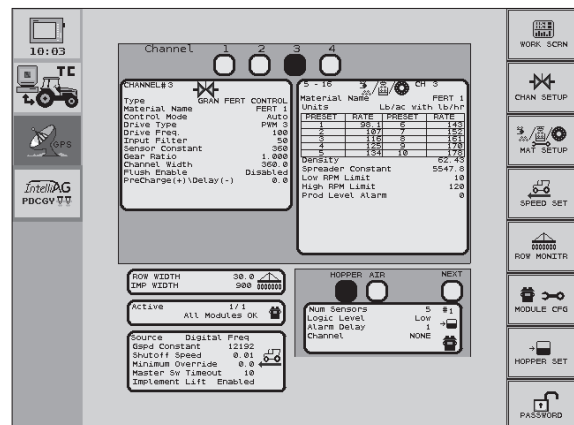 10:03
TC
GPS
IntelliAG
PDCGY
Channel 1 2 3 4
CHANNEL# 3
Type GRAN FERT CONTROL
Material Name FERT 1
Control Mode Auto
Drive Type PWM 3
Drive Freq. 100
Input Filter 50
Sensor Constant 360
Gear Ratio 1.000
Channel Width 360.0
Flush Enable Disabled
PreCharge(+)\Delay(-) 0.0
5 - 16 CH 3
Material Name FERT 1
Units Lb/ac with lb/hr
PRESET RATE PRESET RATE
1 98.1 6 143
2 107 7 152
3 116 8 161
4 125 9 170
5 134 10 178
Density 62.43
Spreader Constant 5547.8
Low RPM Limit 10
High RPM Limit 120
Prod Level Alarm 0
ROW WIDTH 30.0
IMP WIDTH 900
Active 1/1
All Modules OK
Source Digital Freq
Gspd Constant 12192
Shutoff Speed 0.01
Minimum Override 0.0
Master Sw Timeout 10
Implement Lift Enabled
HOPPER AIR NEXT
Num Sensors 5 #1
Logic Level Low
Alarm Delay 1
Channel NONE
WORK SCRN
CHAN SETUP
MAT SETUP
SPEED SET
ROW MONITR
MODULE CFG
HOPPER SET
PASSWORD